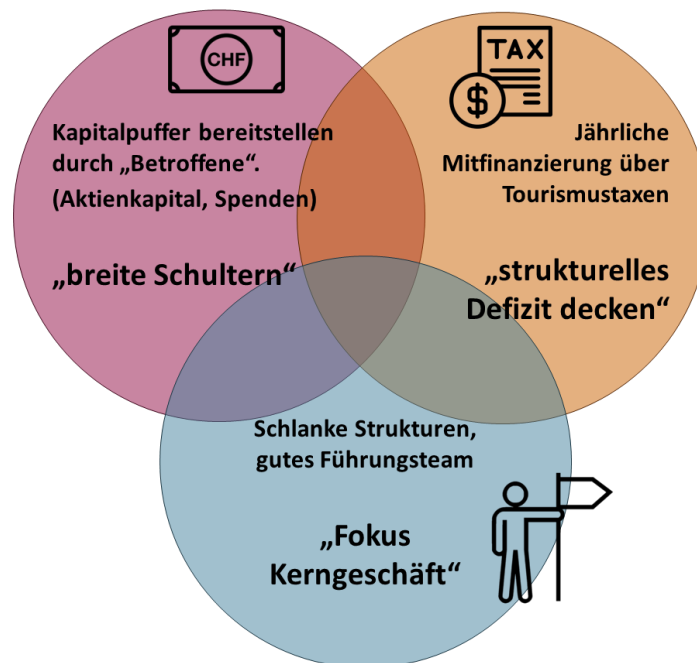 CHF
Kapitalpuffer bereitstellen
durch „Betroffene“.
(Aktienkapital, Spenden)
„breite Schultern“
TAX
$
Jährliche
Mitfinanzierung über
Tourismustaxen
„strukturelles
Defizit decken“
Schlanke Strukturen,
gutes Führungsteam
„Fokus
Kerngeschäft“